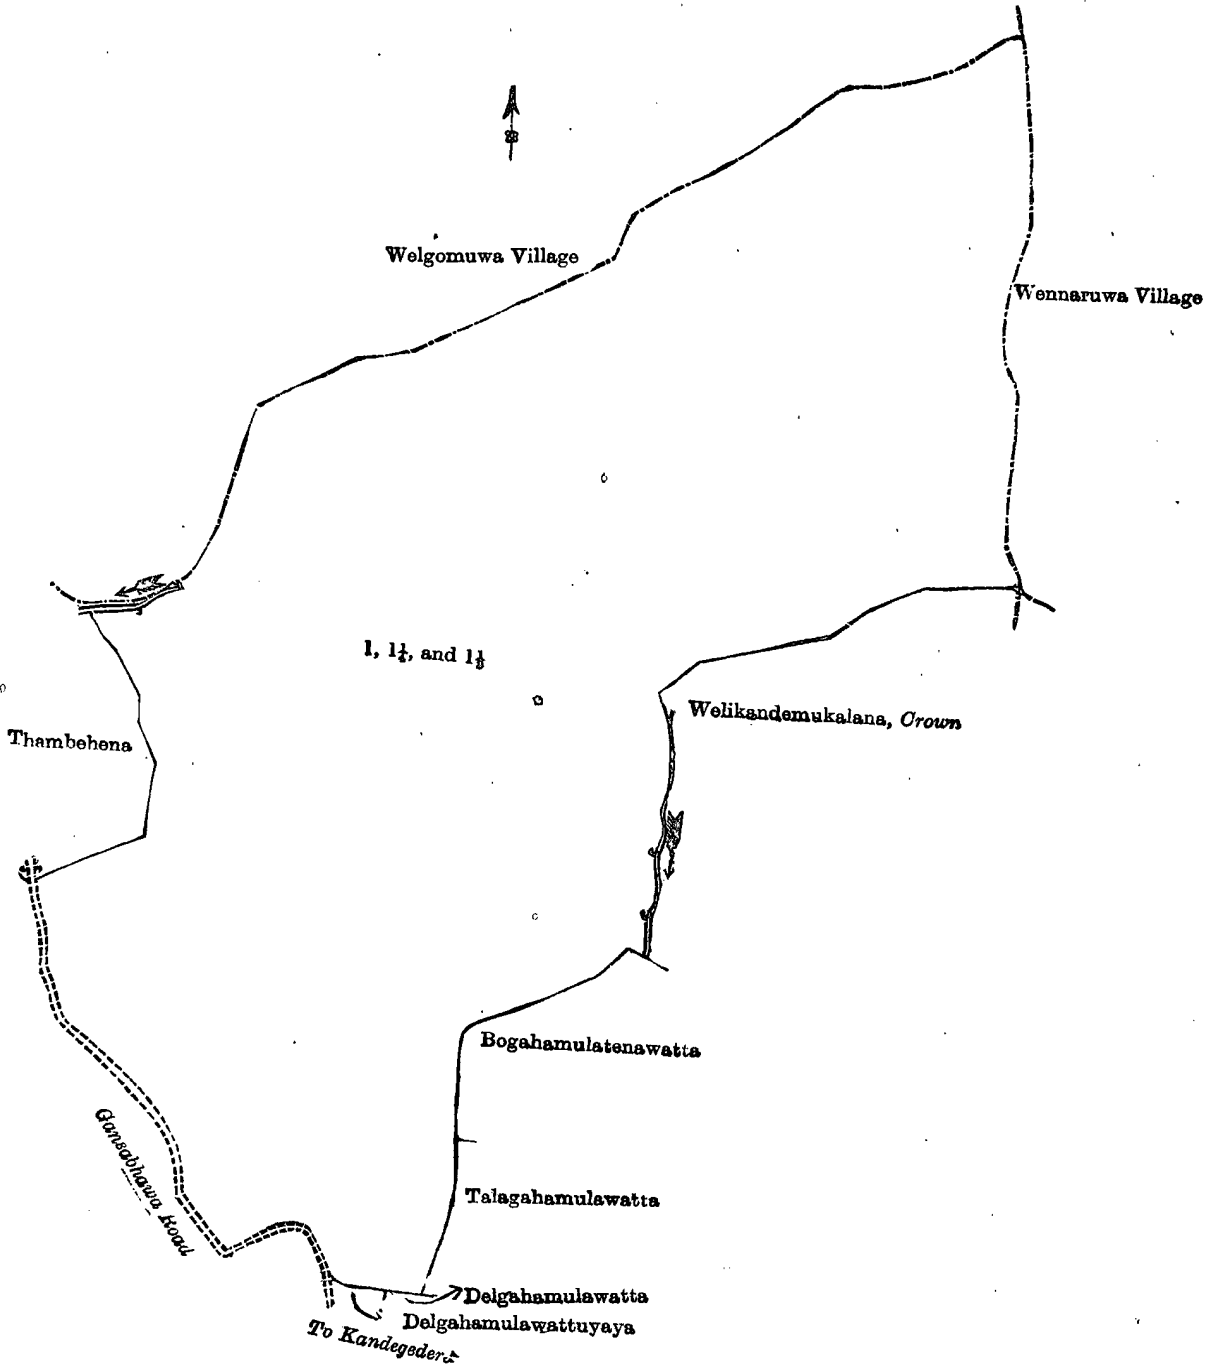 Welgomuwa Village
Wennaruwa Village
1, 1¼, and 1⅓
Welikandemukalana, Crown
Thambehena
Bogahamulatenawatta
Gansabhawa Road
Talagahamulawatta
Delgahamulawatta
Delgahamulawattuyaya
To Kandegedera